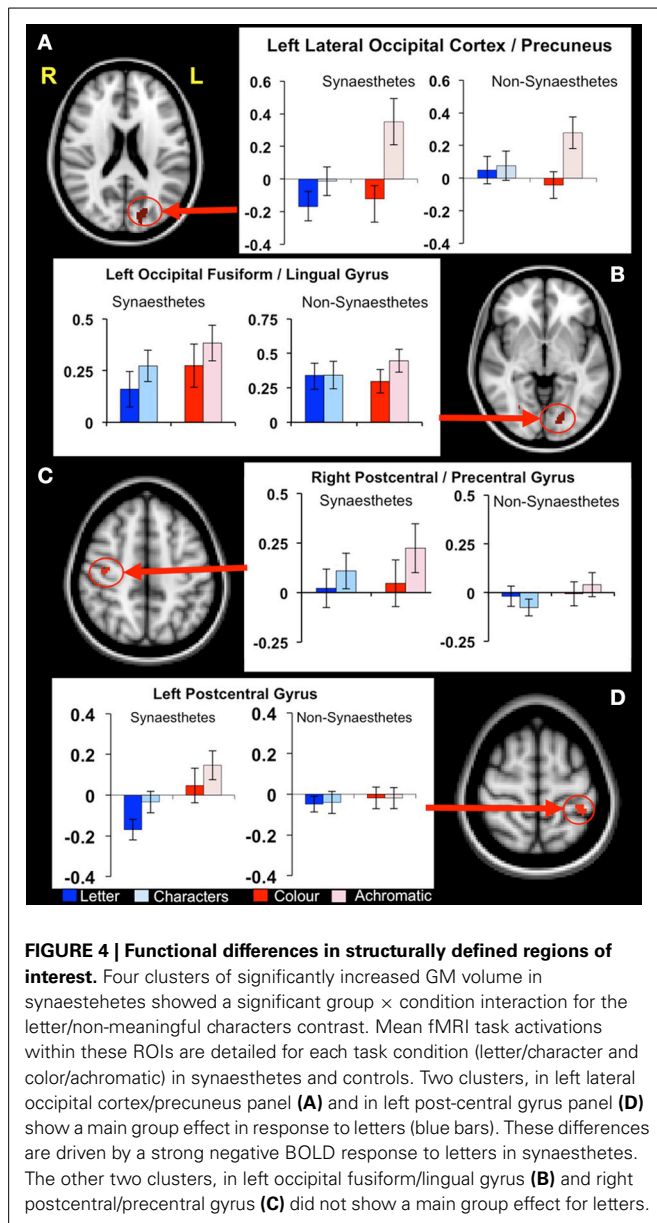 A
Left Lateral Occipital Cortex / Precuneus
R
L
Synaesthetes
Non-Synaesthetes
0.6
0.4
0.2
0
-0.2
-0.4
0.6
0.4
0.2
0
-0.2
-0.4
Left Occipital Fusiform / Lingual Gyrus
B
Synaesthetes
Non-Synaesthetes
0.5
0.25
0
0.75
0.5
0.25
0
C
Right Postcentral / Precentral Gyrus
Synaesthetes
Non-Synaesthetes
0.5
0.25
0
-0.25
0.5
0.25
0
-0.25
Left Postcentral Gyrus
D
Synaesthetes
Non-Synaesthetes
0.4
0.2
0
-0.2
-0.4
0.4
0.2
0
-0.2
-0.4
Letter Characters Colour Achromatic
FIGURE 4 | Functional differences in structurally defined regions of
interest. Four clusters of significantly increased GM volume in
synaestehetes showed a significant group × condition interaction for the
letter/non-meaningful characters contrast. Mean fMRI task activations
within these ROIs are detailed for each task condition (letter/character and
color/achromatic) in synaesthetes and controls. Two clusters, in left lateral
occipital cortex/precuneus panel (A) and in left post-central gyrus panel (D)
show a main group effect in response to letters (blue bars). These differences
are driven by a strong negative BOLD response to letters in synaesthetes.
The other two clusters, in left occipital fusiform/lingual gyrus (B) and right
postcentral/precentral gyrus (C) did not show a main group effect for letters.